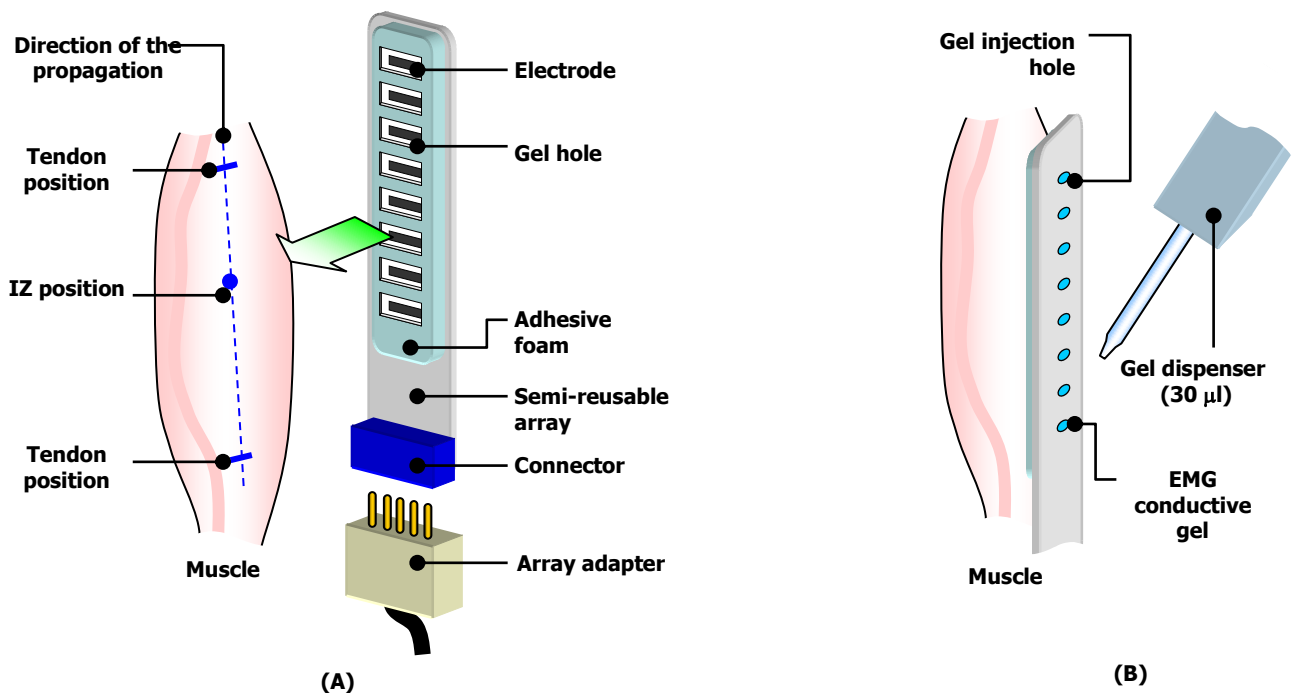 Direction of the
propagation
Tendon
position
IZ position
Tendon
position
Muscle
Electrode
Gel hole
Adhesive
foam
Semi-reusable
array
Connector
Array adapter
(A)
Gel injection
hole
Gel dispenser
(30 μl)
EMG
conductive
gel
Muscle
(B)